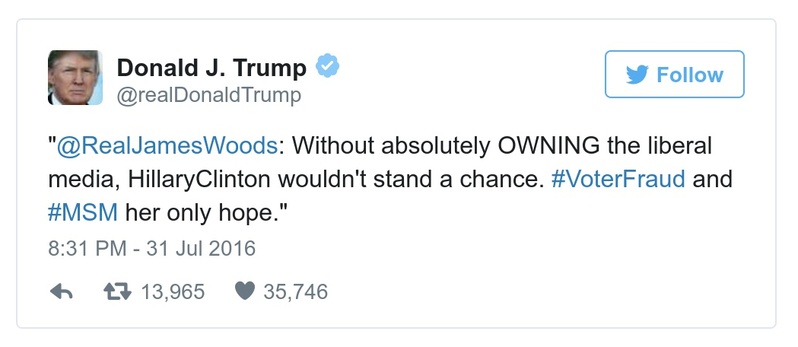 Donald J. Trump
@realDonaldTrump
Follow
"@RealJamesWoods: Without absolutely OWNING the liberal
media, HillaryClinton wouldn't stand a chance. #VoterFraud and
#MSM her only hope."
8:31 PM - 31 Jul 2016
13,965 35,746